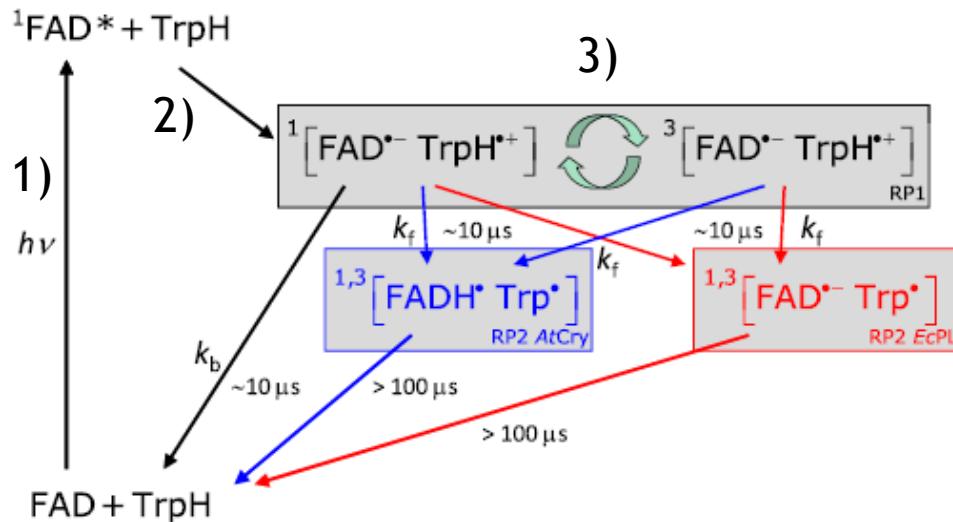 ¹FAD* + TrpH
3)
2)
1)
¹[FAD•− TrpH•+] ³[FAD•− TrpH•+]
RP1
hν
k_f ~10 μs k_f ~10 μs k_f
¹,³[FADH• Trp•] ¹,³[FAD•− Trp•]
RP2 AtCry RP2 EcPL
k_b ~10 μs > 100 μs
> 100 μs
FAD + TrpH